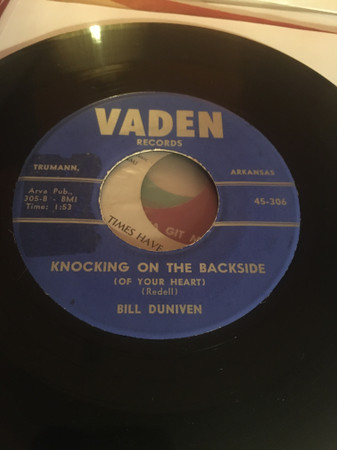 VADEN
RECORDS
TRUMANN,
ARKANSAS
Arva Pub.,
305-B - BMI
Time: 1:53
45-306
TIMES HAVE
A GIT
KNOCKING ON THE BACKSIDE
(OF YOUR HEART)
(Redell)
BILL DUNIVEN